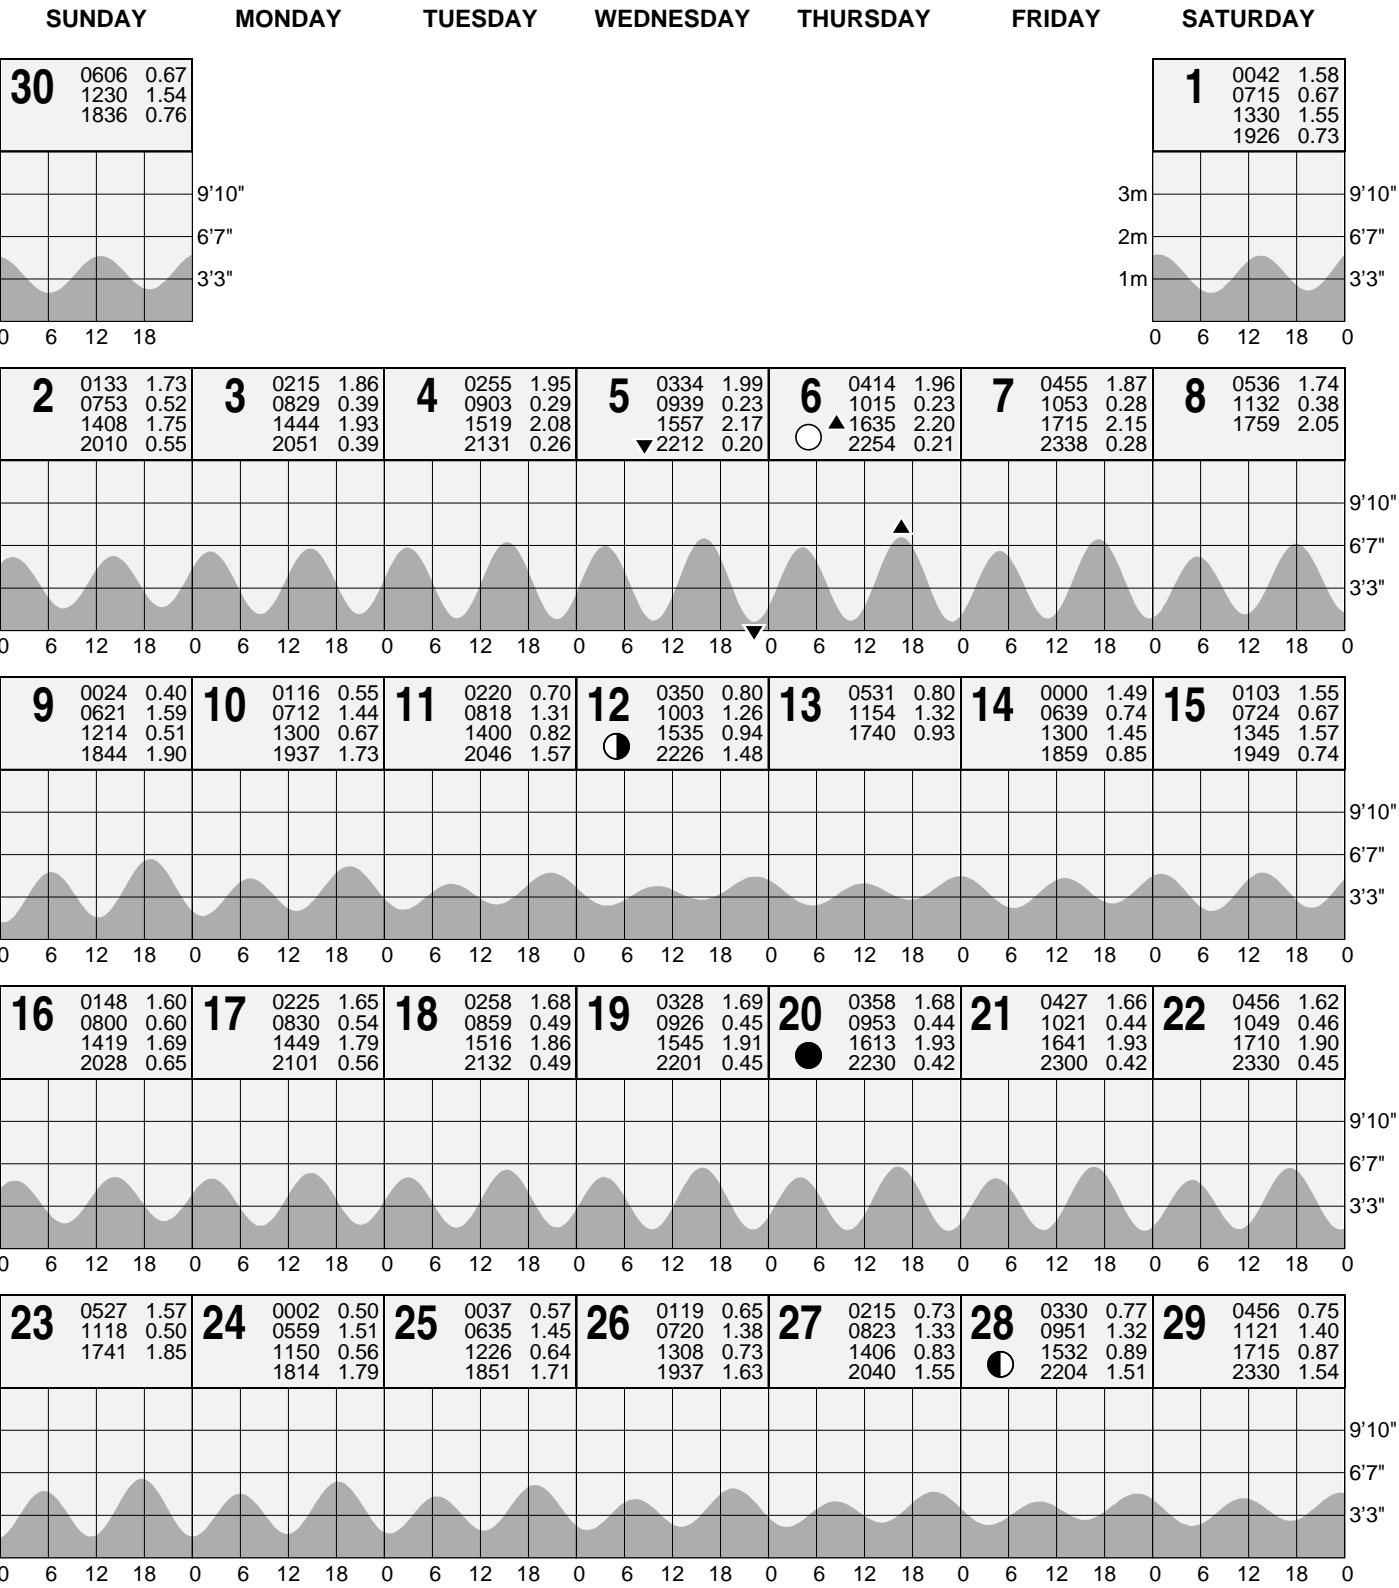 SUNDAY MONDAY TUESDAY WEDNESDAY THURSDAY FRIDAY SATURDAY
30 0606 0.67
1230 1.54
1836 0.76
1 0042 1.58
0715 0.67
1330 1.55
1926 0.73
9'10"
6'7"
3'3"
3m 9'10"
2m 6'7"
1m 3'3"
0 6 12 18
0 6 12 18 0
2 0133 1.73
0753 0.52
1408 1.75
2010 0.55
3 0215 1.86
0829 0.39
1444 1.93
2051 0.39
4 0255 1.95
0903 0.29
1519 2.08
2131 0.26
5 0334 1.99
0939 0.23
1557 2.17
2212 0.20
6 0414 1.96
1015 0.23
1635 2.20
2254 0.21
7 0455 1.87
1053 0.28
1715 2.15
2338 0.28
8 0536 1.74
1132 0.38
1759 2.05
9'10"
6'7"
3'3"
0 6 12 18 0 6 12 18 0 6 12 18 0 6 12 18 0 6 12 18 0 6 12 18 0 6 12 18 0
9 0024 0.40
0621 1.59
1214 0.51
1844 1.90
10 0116 0.55
0712 1.44
1300 0.67
1937 1.73
11 0220 0.70
0818 1.31
1400 0.82
2046 1.57
12 0350 0.80
1003 1.26
1535 0.94
2226 1.48
13 0531 0.80
1154 1.32
1740 0.93
14 0000 1.49
0639 0.74
1300 1.45
1859 0.85
15 0103 1.55
0724 0.67
1345 1.57
1949 0.74
9'10"
6'7"
3'3"
0 6 12 18 0 6 12 18 0 6 12 18 0 6 12 18 0 6 12 18 0 6 12 18 0 6 12 18 0
16 0148 1.60
0800 0.60
1419 1.69
2028 0.65
17 0225 1.65
0830 0.54
1449 1.79
2101 0.56
18 0258 1.68
0859 0.49
1516 1.86
2132 0.49
19 0328 1.69
0926 0.45
1545 1.91
2201 0.45
20 0358 1.68
0953 0.44
1613 1.93
2230 0.42
21 0427 1.66
1021 0.44
1641 1.93
2300 0.42
22 0456 1.62
1049 0.46
1710 1.90
2330 0.45
9'10"
6'7"
3'3"
0 6 12 18 0 6 12 18 0 6 12 18 0 6 12 18 0 6 12 18 0 6 12 18 0 6 12 18 0
23 0527 1.57
1118 0.50
1741 1.85
24 0002 0.50
0559 1.51
1150 0.56
1814 1.79
25 0037 0.57
0635 1.45
1226 0.64
1851 1.71
26 0119 0.65
0720 1.38
1308 0.73
1937 1.63
27 0215 0.73
0823 1.33
1406 0.83
2040 1.55
28 0330 0.77
0951 1.32
1532 0.89
2204 1.51
29 0456 0.75
1121 1.40
1715 0.87
2330 1.54
9'10"
6'7"
3'3"
0 6 12 18 0 6 12 18 0 6 12 18 0 6 12 18 0 6 12 18 0 6 12 18 0 6 12 18 0